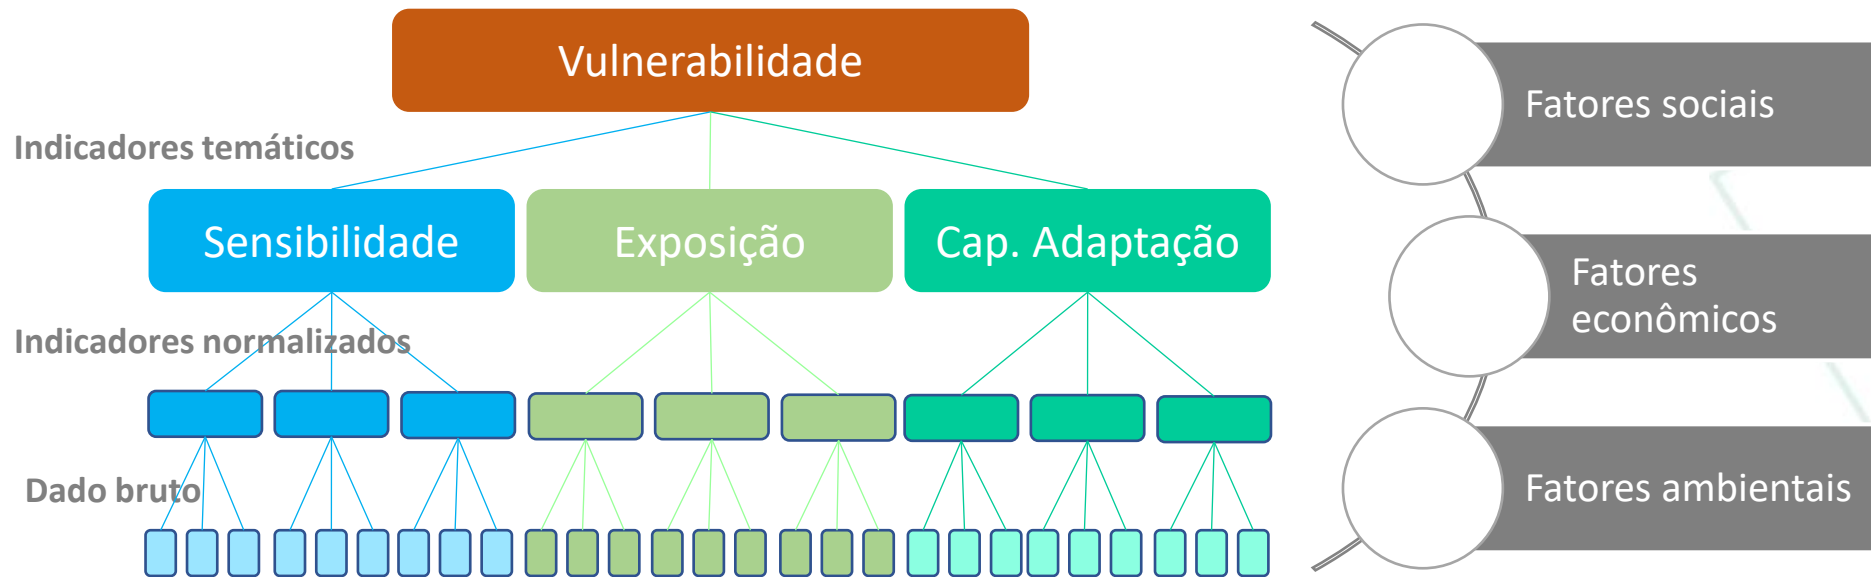 Vulnerabilidade
Indicadores temáticos
Sensibilidade
Exposição
Cap. Adaptação
Indicadores normalizados
Dado bruto
Fatores sociais
Fatores
econômicos
Fatores ambientais